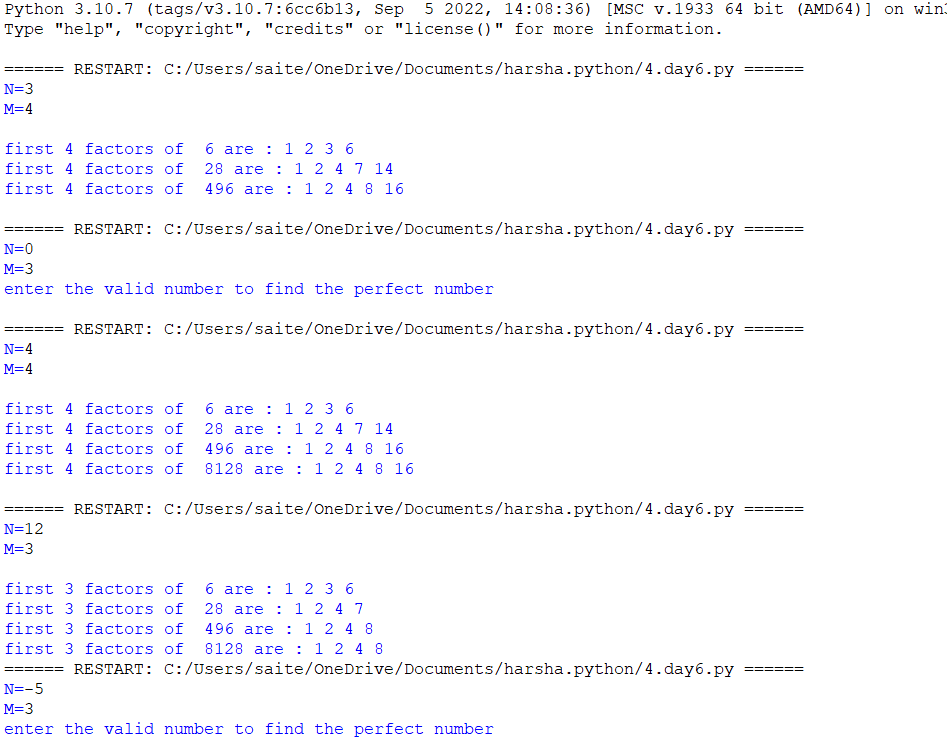 Python 3.10.7 (tags/v3.10.7:6cc6b13, Sep  5 2022, 14:08:36) [MSC v.1933 64 bit (AMD64)] on
Type "help", "copyright", "credits" or "license()" for more information.
====== RESTART: C:/Users/saite/OneDrive/Documents/harsha.python/4.day6.py ======
N=3
M=4
first 4 factors of  6 are : 1 2 3 6
first 4 factors of  28 are : 1 2 4 7 14
first 4 factors of  496 are : 1 2 4 8 16
====== RESTART: C:/Users/saite/OneDrive/Documents/harsha.python/4.day6.py ======
N=0
M=3
enter the valid number to find the perfect number
====== RESTART: C:/Users/saite/OneDrive/Documents/harsha.python/4.day6.py ======
N=4
M=4
first 4 factors of  6 are : 1 2 3 6
first 4 factors of  28 are : 1 2 4 7 14
first 4 factors of  496 are : 1 2 4 8 16
first 4 factors of  8128 are : 1 2 4 8 16
====== RESTART: C:/Users/saite/OneDrive/Documents/harsha.python/4.day6.py ======
N=12
M=3
first 3 factors of  6 are : 1 2 3 6
first 3 factors of  28 are : 1 2 4 7
first 3 factors of  496 are : 1 2 4 8
first 3 factors of  8128 are : 1 2 4 8
====== RESTART: C:/Users/saite/OneDrive/Documents/harsha.python/4.day6.py ======
N=-5
M=3
enter the valid number to find the perfect number